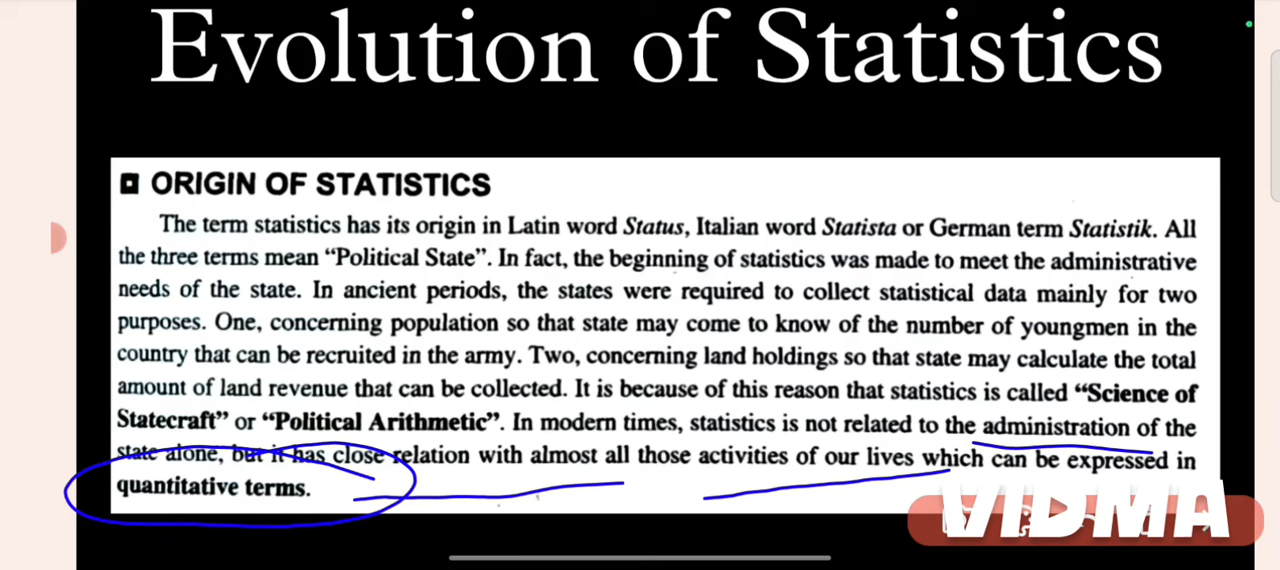 Evolution of Statistics
ORIGIN OF STATISTICS
The term statistics has its origin in Latin word Status, Italian word Statista or German term Statistik. All
the three terms mean “Political State”. In fact, the beginning of statistics was made to meet the administrative
needs of the state. In ancient periods, the states were required to collect statistical data mainly for two
purposes. One, concerning population so that state may come to know of the number of youngmen in the
country that can be recruited in the army. Two, concerning land holdings so that state may calculate the total
amount of land revenue that can be collected. It is because of this reason that statistics is called “Science of
Statecraft” or “Political Arithmetic”. In modern times, statistics is not related to the administration of the
state alone, but it has close relation with almost all those activities of our lives which can be expressed in
quantitative terms.
VIDMA